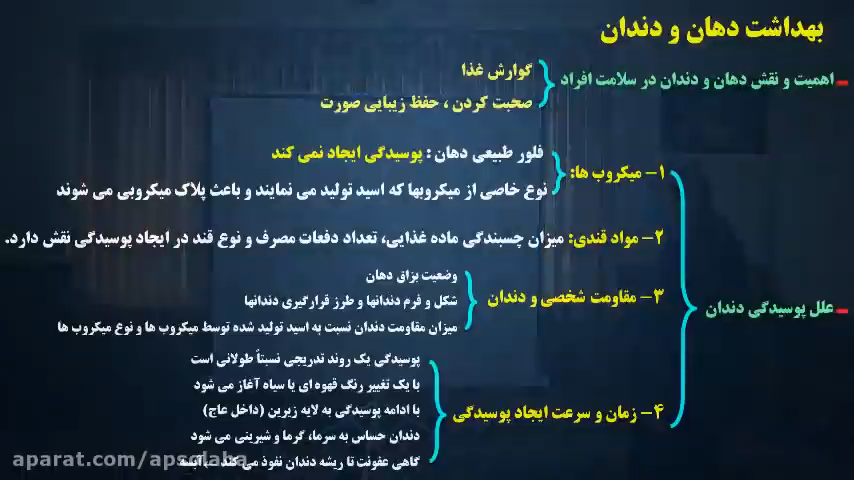 بهداشت دهان و دندان
اهمیت و نقش دهان و دندان در سلامت افراد
گوارش غذا
صحبت کردن ، حفظ زیبایی صورت
علل پوسیدگی دندان
۱- میکروب ها:
فلور طبیعی دهان : پوسیدگی ایجاد نمی کند
نوع خاصی از میکروبها که اسید تولید می نمایند و باعث پلاک میکروبی می شوند
۲- مواد قندی: میزان چسبندگی ماده غذایی، تعداد دفعات مصرف و نوع قند در ایجاد پوسیدگی نقش دارد.
۳- مقاومت شخصی و دندان
وضعیت بزاق دهان
شکل و فرم دندانها و طرز قرارگیری دندانها
میزان مقاومت دندان نسبت به اسید تولید شده توسط میکروب ها و نوع میکروب ها
۴- زمان و سرعت ایجاد پوسیدگی
پوسیدگی یک روند تدریجی نسبتاً طولانی است
با یک تغییر رنگ قهوه ای یا سیاه آغاز می شود
با ادامه پوسیدگی به لایه زیرین (داخل عاج)
دندان حساس به سرما، گرما و شیرینی می شود
گاهی عفونت تا ریشه دندان نفوذ می کند
aparat.com/apsolaha